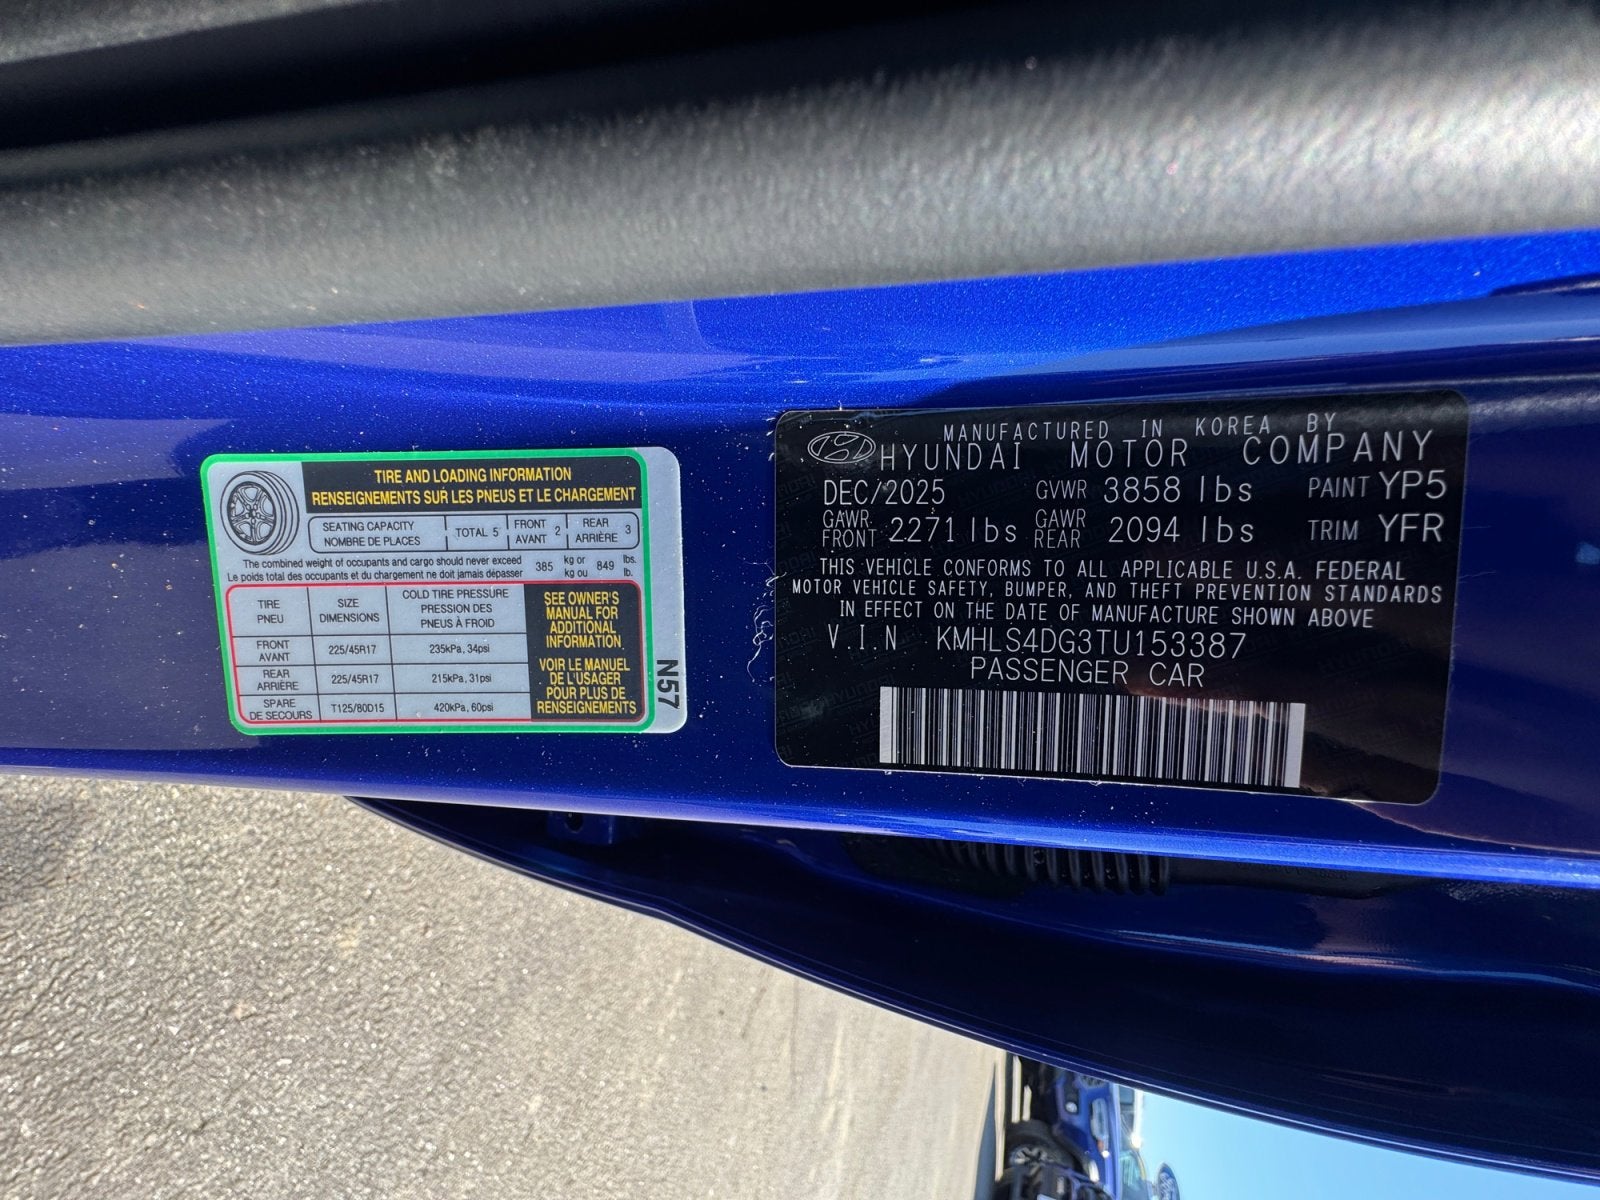 TIRE AND LOADING INFORMATION
RENSEIGNEMENTS SUR LES PNEUS ET LE CHARGEMENT
SEATING CAPACITY
NOMBRE DE PLACES
TOTAL 5
FRONT
AVANT
2
REAR
ARRIÈRE
3
The combined weight of occupants and cargo should never exceed
Le poids total des occupants et du chargement ne doit jamais dépasser
385
kg or
kg ou
849
lbs.
lb.
TIRE
PNEU
SIZE
DIMENSIONS
COLD TIRE PRESSURE
PRESSION DES
PNEUS À FROID
FRONT
AVANT
225/45R17
235kPa, 34psi
REAR
ARRIÈRE
225/45R17
215kPa, 31psi
SPARE
DE SECOURS
T125/80D15
420kPa, 60psi
SEE OWNER'S
MANUAL FOR
ADDITIONAL
INFORMATION
VOIR LE MANUEL
DE L'USAGER
POUR PLUS DE
RENSEIGNEMENTS
N57
MANUFACTURED IN KOREA BY
HYUNDAI MOTOR COMPANY
DEC/2025 GVWR 3858 lbs PAINT YP5
GAWR
FRONT
2271 lbs
GAWR
REAR
2094 lbs
TRIM YFR
THIS VEHICLE CONFORMS TO ALL APPLICABLE U.S.A. FEDERAL
MOTOR VEHICLE SAFETY, BUMPER, AND THEFT PREVENTION STANDARDS
IN EFFECT ON THE DATE OF MANUFACTURE SHOWN ABOVE
V.I.N KMHLS4DG3TU153387
PASSENGER CAR